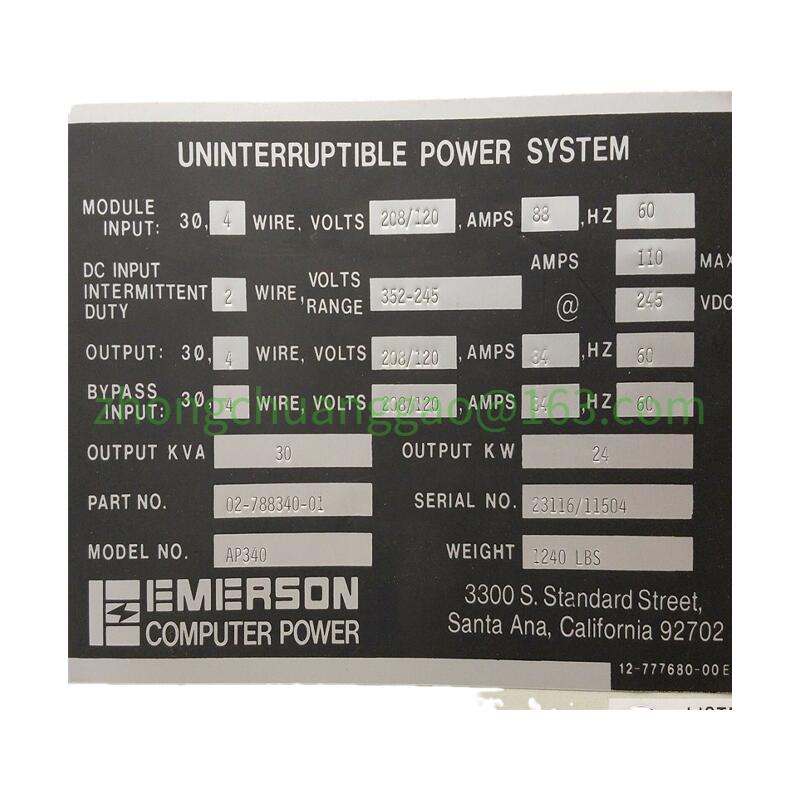 UNINTERRUPTIBLE POWER SYSTEM
MODULE INPUT: 3Ø, 4 WIRE, VOLTS 208/120, AMPS 88, HZ 60
AMPS 110 MAX
DC INPUT INTERMITTENT DUTY 2 WIRE, VOLTS RANGE 352-245 @ 245 VDC
OUTPUT: 3Ø, 4 WIRE, VOLTS 208/120, AMPS 84, HZ 60
BYPASS INPUT: 3Ø, 4 WIRE, VOLTS 208/120, AMPS 84, HZ 60
zhongchuanggao@163.com
OUTPUT KVA 30 OUTPUT KW 24
PART NO. 02-788340-01 SERIAL NO. 23116/11504
MODEL NO. AP340 WEIGHT 1240 LBS
EMERSON
COMPUTER POWER
3300 S. Standard Street,
Santa Ana, California 92702
12-777680-00 E